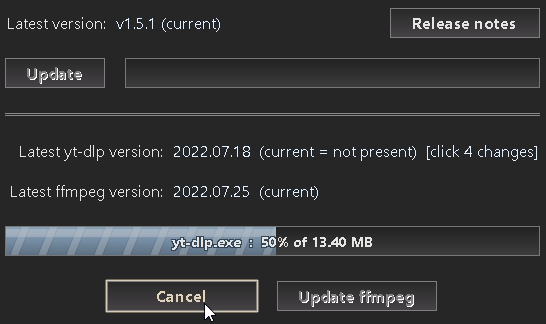 Latest version: v1.5.1 (current) Release notes
Update
Latest yt-dlp version: 2022.07.18 (current = not present) [click 4 changes]
Latest ffmpeg version: 2022.07.25 (current)
yt-dlp.exe : 50% of 13.40 MB
Cancel Update ffmpeg